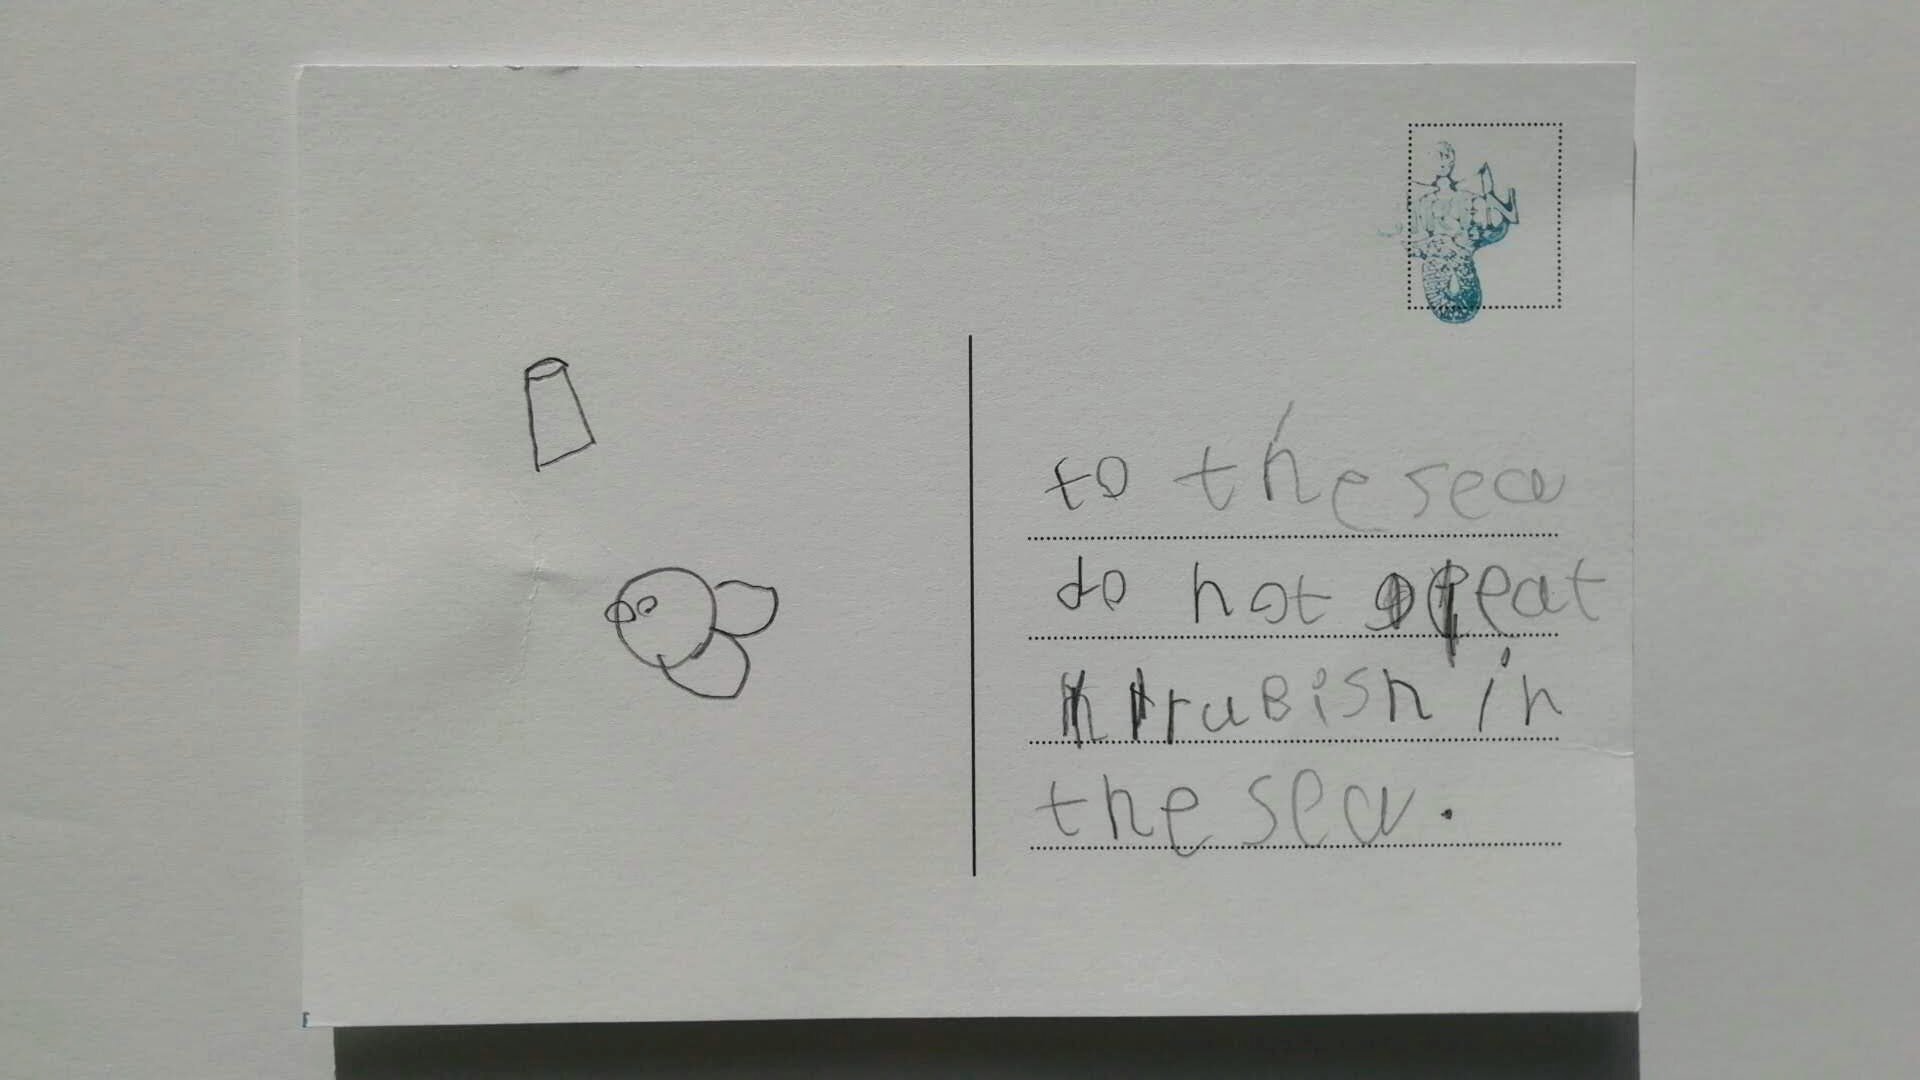 to the sea
do not eat
ruBish in
the sea.